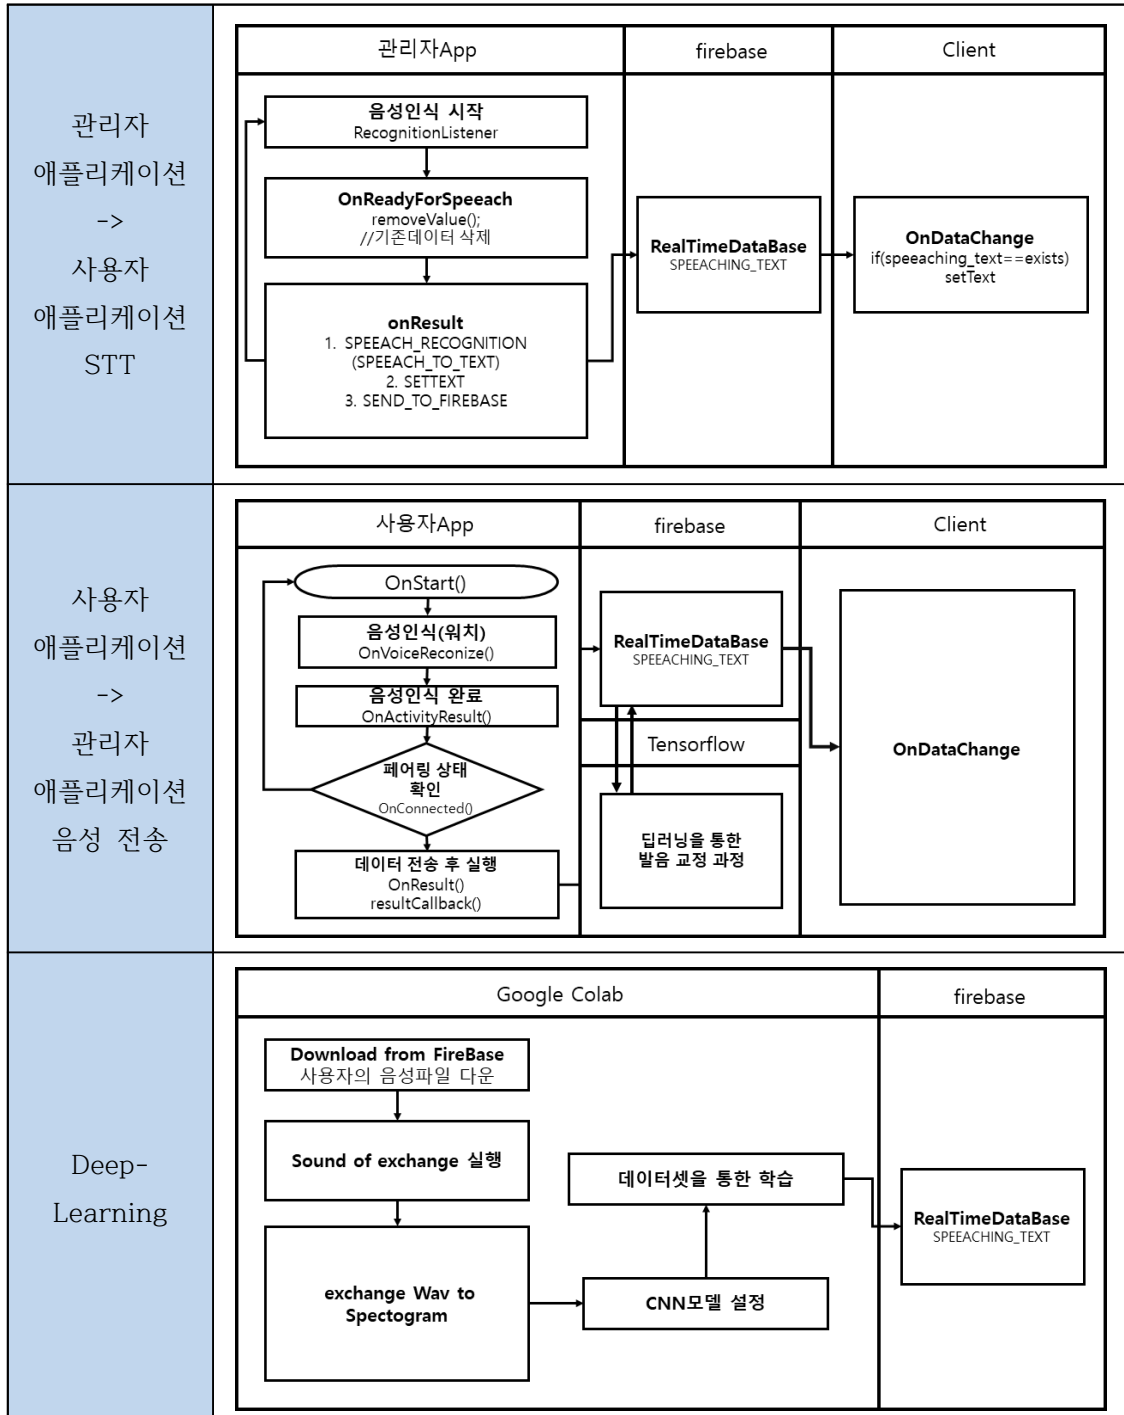 관리자
애플리케이션
->
사용자
애플리케이션
STT
관리자App
firebase
Client
음성인식 시작
RecognitionListener
OnReadyForSpeeach
removeValue();
//기존데이터 삭제
onResult
1. SPEEACH_RECOGNITION
(SPEEACH_TO_TEXT)
2. SETTEXT
3. SEND_TO_FIREBASE
RealTimeDataBase
SPEEACHING_TEXT
OnDataChange
if(speeaching_text==exists)
setText
사용자
애플리케이션
->
관리자
애플리케이션
음성 전송
사용자App
firebase
Client
OnStart()
음성인식(워치)
OnVoiceReconize()
음성인식 완료
OnActivityResult()
페어링 상태
확인
OnConnected()
데이터 전송 후 실행
OnResult()
resultCallback()
RealTimeDataBase
SPEEACHING_TEXT
Tensorflow
딥러닝을 통한
발음 교정 과정
OnDataChange
Deep-
Learning
Google Colab
firebase
Download from FireBase
사용자의 음성파일 다운
Sound of exchange 실행
exchange Wav to
Spectogram
데이터셋을 통한 학습
CNN모델 설정
RealTimeDataBase
SPEEACHING_TEXT